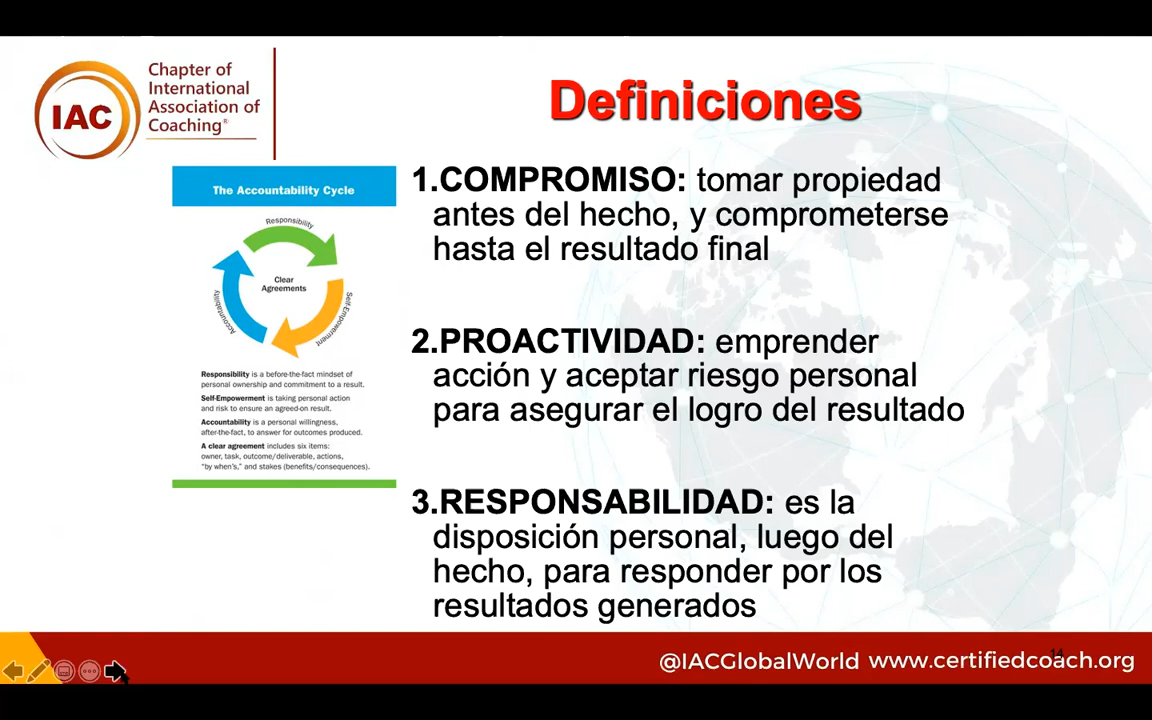 IAC
Chapter of
International
Association of
Coaching®
Definiciones
The Accountability Cycle
Responsibility
Self-Empowerment
Accountability
Clear
Agreements
Responsibility is a before-the-fact mindset of
personal ownership and commitment to a result.
Self-Empowerment is taking personal action
and risk to ensure an agreed-on result.
Accountability is a personal willingness,
after-the-fact, to answer for outcomes produced.
A clear agreement includes six items:
owner, task, outcome/deliverable, actions,
"by when's," and stakes (benefits/consequences).
1.COMPROMISO: tomar propiedad
antes del hecho, y comprometerse
hasta el resultado final
2.PROACTIVIDAD: emprender
acción y aceptar riesgo personal
para asegurar el logro del resultado
3.RESPONSABILIDAD: es la
disposición personal, luego del
hecho, para responder por los
resultados generados
14
@IACGlobalWorld www.certifiedcoach.org